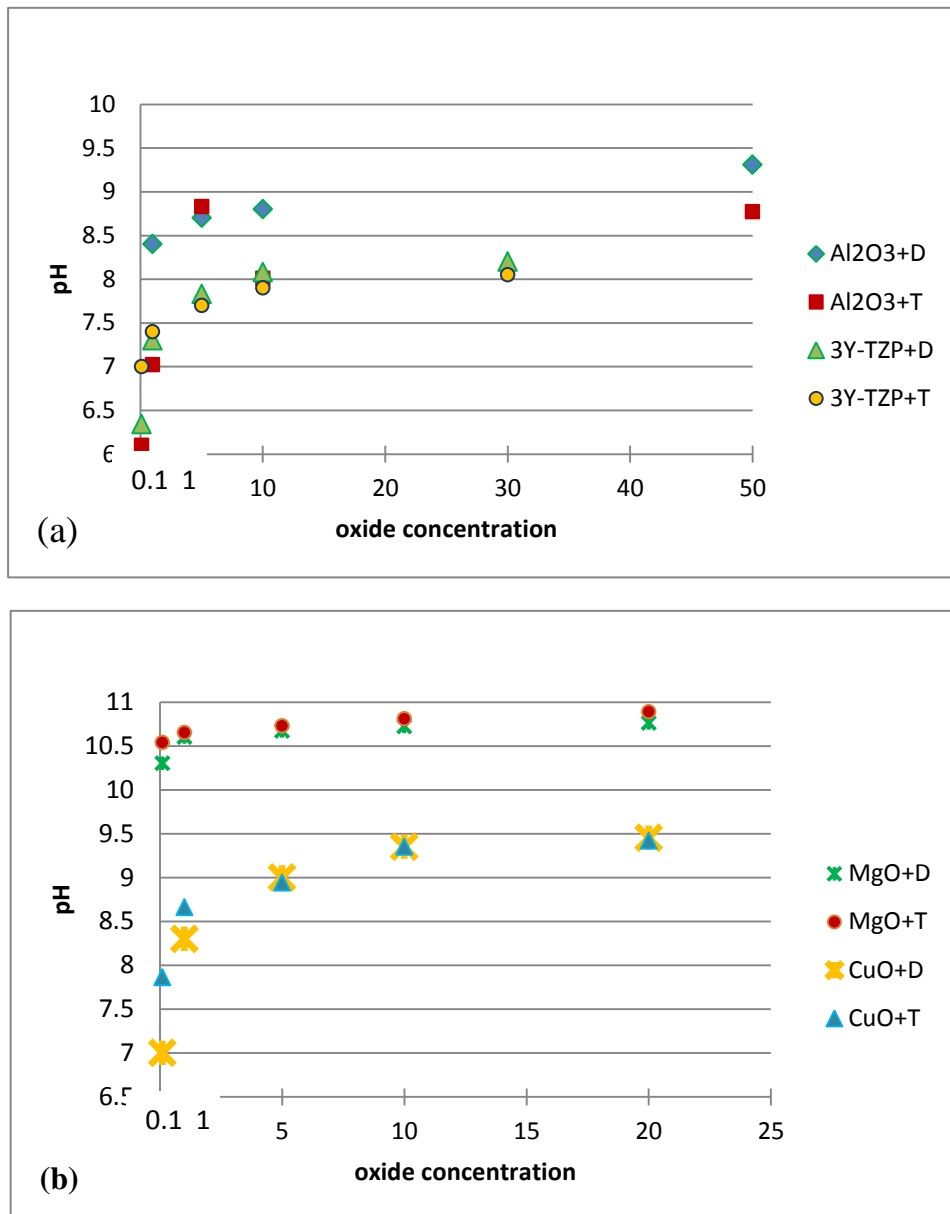 10
9.5
9
8.5
8
7.5
7
6.5
6
pH
0.1 1 10 20 30 40 50
oxide concentration
(a)
Al2O3+D
Al2O3+T
3Y-TZP+D
3Y-TZP+T
11
10.5
10
9.5
9
8.5
8
7.5
7
6.5
pH
0.1 1 5 10 15 20 25
oxide concentration
(b)
MgO+D
MgO+T
CuO+D
CuO+T